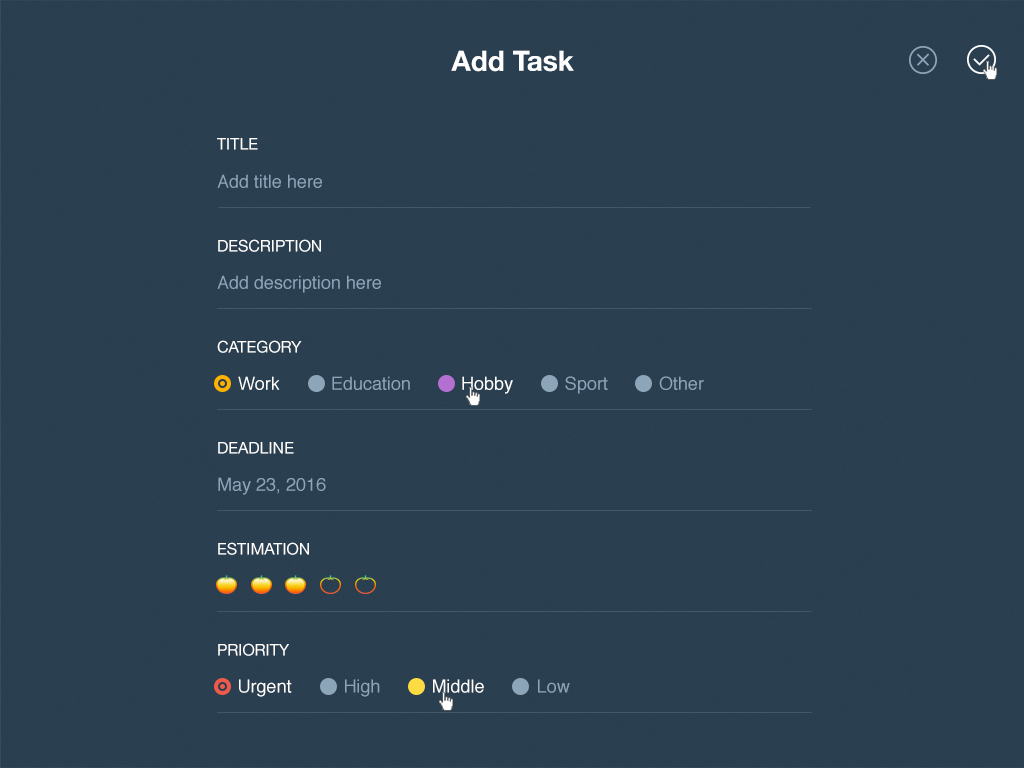 Add Task
TITLE
Add title here
DESCRIPTION
Add description here
CATEGORY
Work Education Hobby Sport Other
DEADLINE
May 23, 2016
ESTIMATION
PRIORITY
Urgent High Middle Low